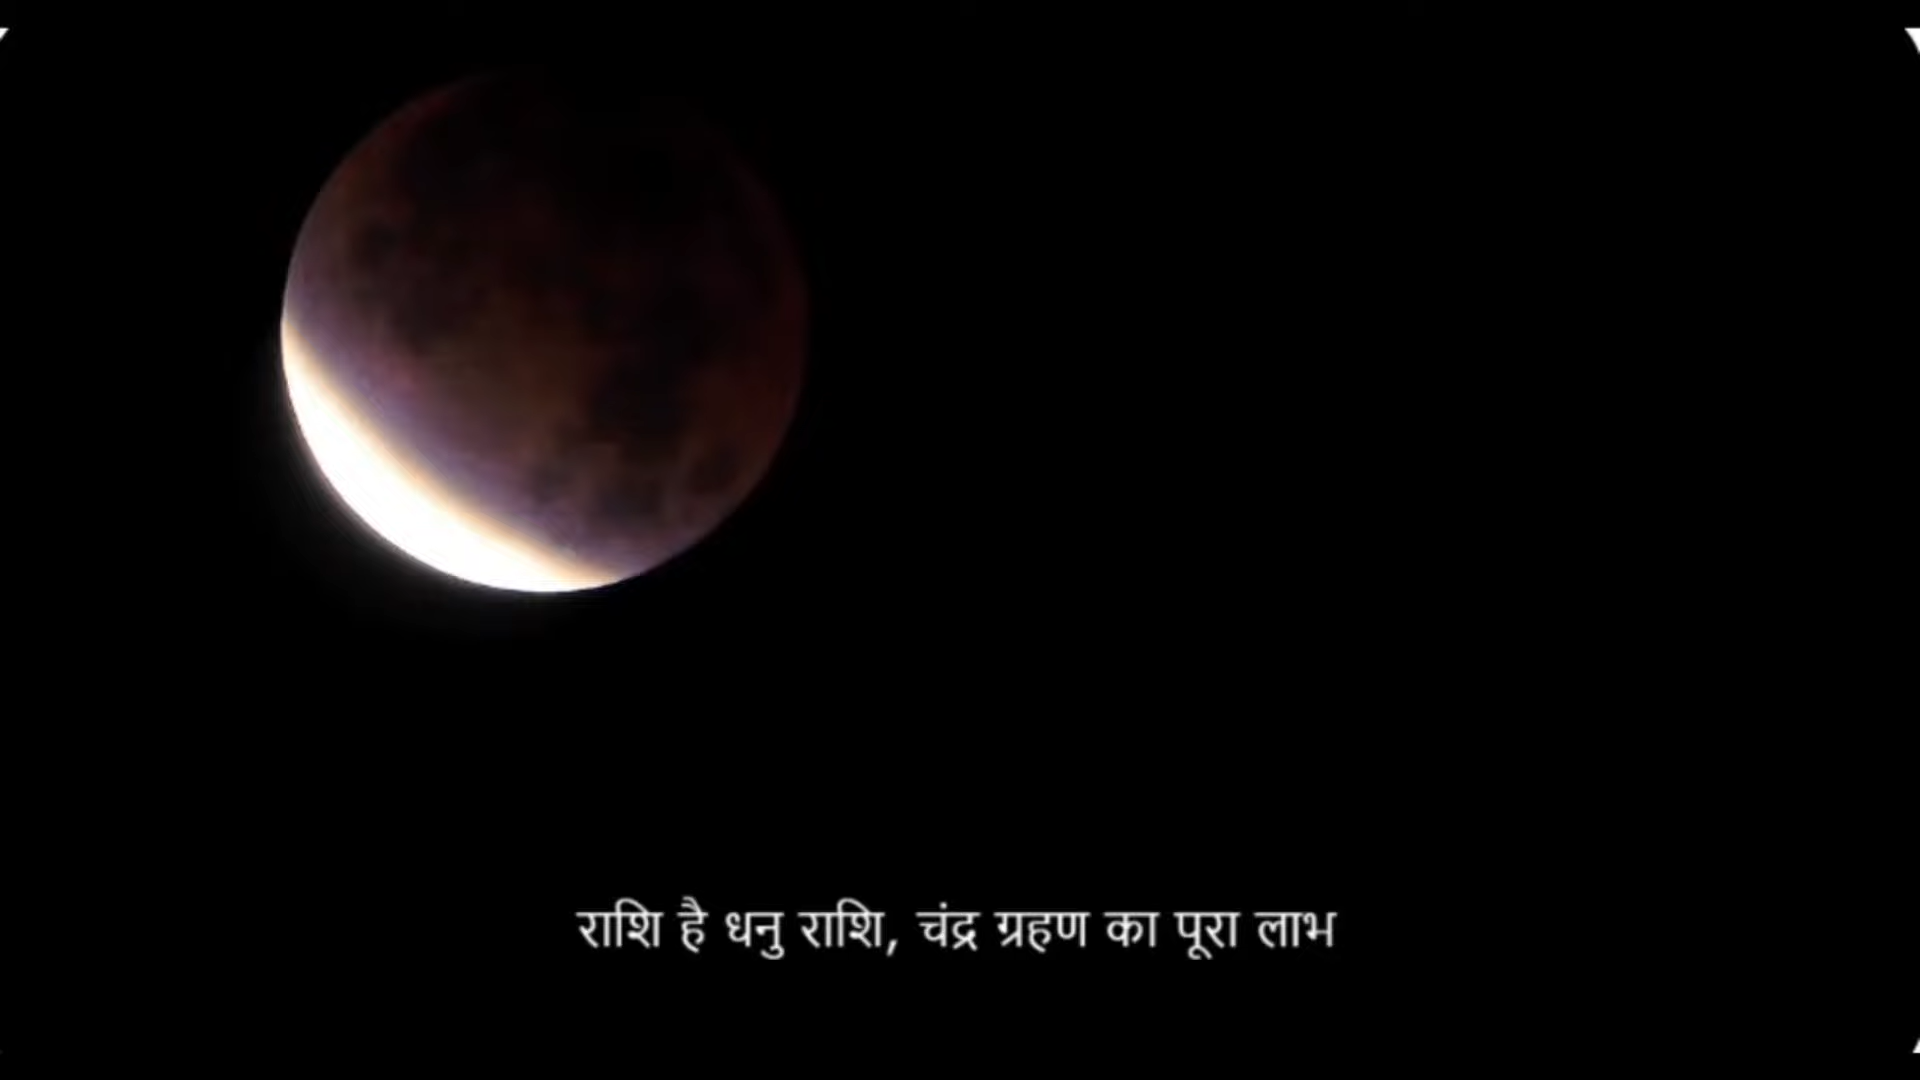 राशि है धनु राशि, चंद्र ग्रहण का पूरा लाभ